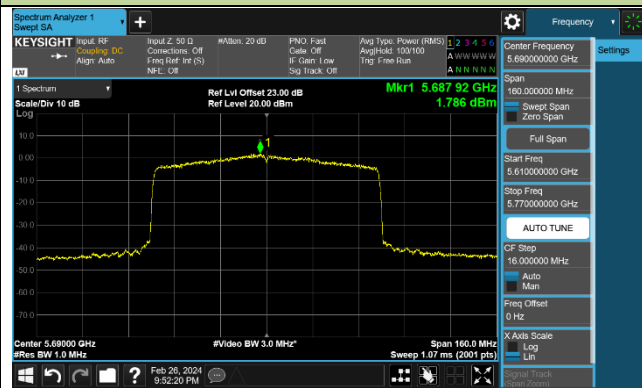 Spectrum Analyzer 1
Swept SA
Frequency
KEYSIGHT
Input: RF
Coupling: DC
Align: Auto
Input Z: 50 Ω
Corrections: Off
Freq Ref: Int (S)
NFE: Off
#Atten: 20 dB
PNO: Fast
Gate: Off
IF Gain: Low
Sig Track: Off
Avg Type: Power (RMS)
Avg|Hold: 100/100
Trig: Free Run
1 2 3 4 5 6
A W W W W W
A N N N N N
LXI
1 Spectrum
Scale/Div 10 dB
Log
Ref Lvl Offset 23.00 dB
Ref Level 20.00 dBm
Mkr1 5.687 92 GHz
1.786 dBm
10.0
0.00
-10.0
-20.0
-30.0
-40.0
-50.0
-60.0
-70.0
1
Center 5.69000 GHz
#Res BW 1.0 MHz
#Video BW 3.0 MHz*
Span 160.0 MHz
Sweep 1.07 ms (2001 pts)
Center Frequency
5.690000000 GHz
Span
160.000000 MHz
Swept Span
Zero Span
Full Span
Start Freq
5.610000000 GHz
Stop Freq
5.770000000 GHz
AUTO TUNE
CF Step
16.000000 MHz
Auto
Man
Freq Offset
0 Hz
X Axis Scale
Log
Lin
Signal Track
(Span Zoom)
Settings
Feb 26, 2024
9:52:20 PM